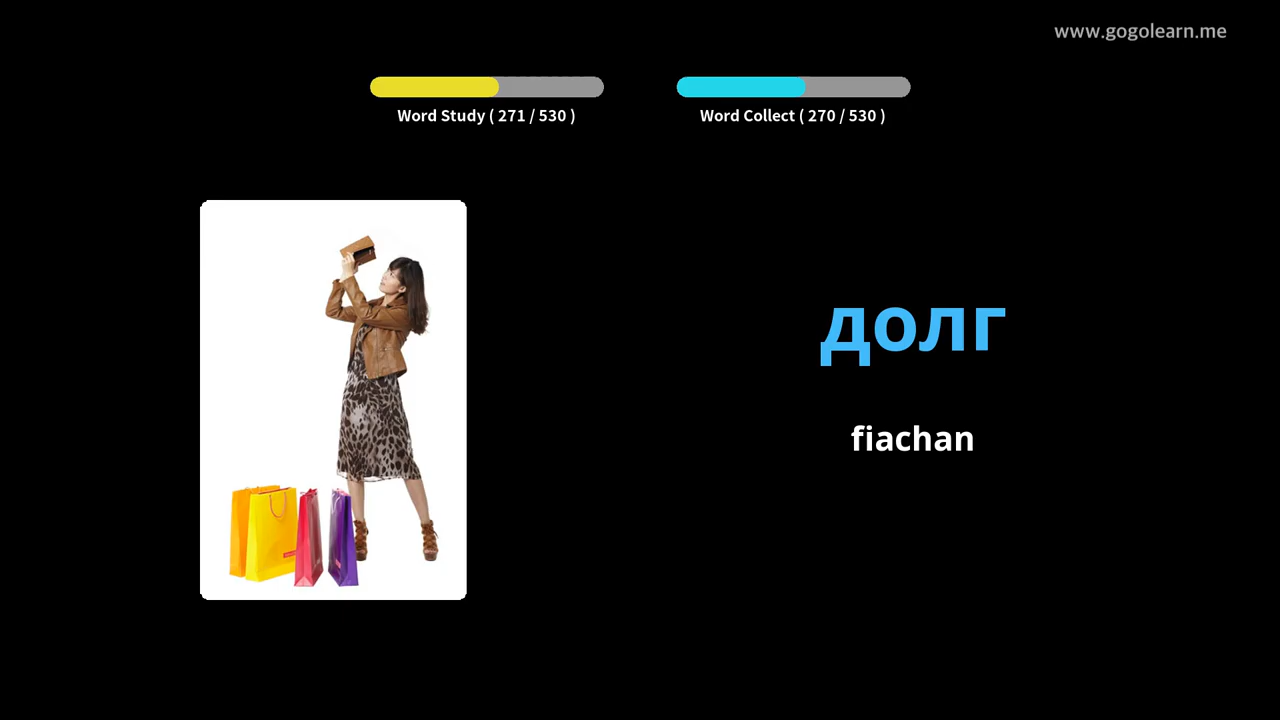 www.gogolearn.me
Word Study ( 271 / 530 )
Word Collect ( 270 / 530 )
долг
fiachan